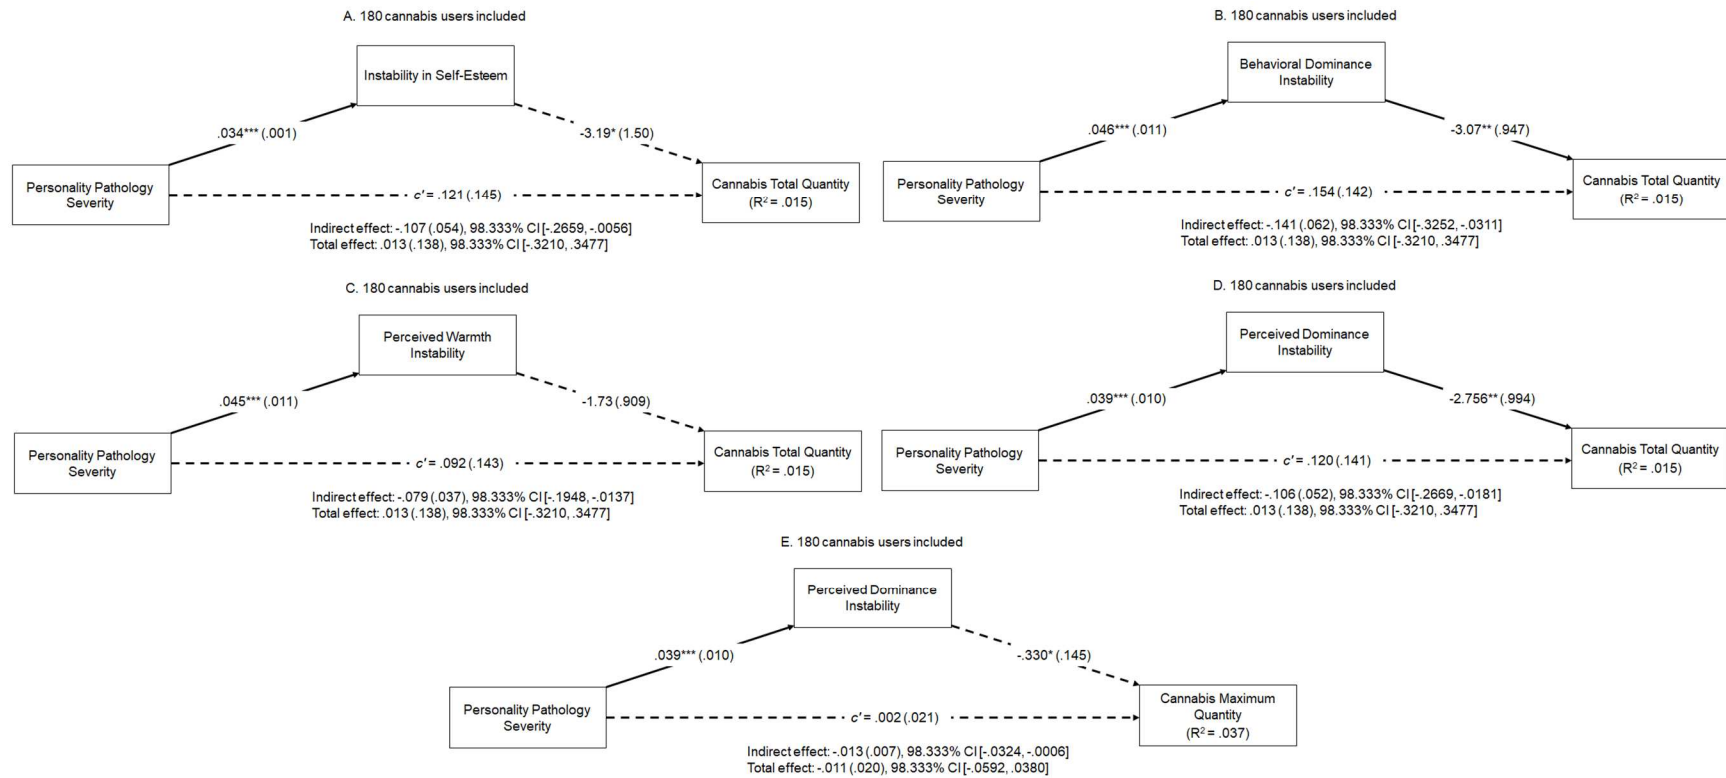 A. 180 cannabis users included
Instability in Self-Esteem
.034*** (.001)
-3.19* (1.50)
Personality Pathology
Severity
c' = .121 (.145)
Cannabis Total Quantity
(R² = .015)
Indirect effect: -.107 (.054), 98.333% CI [-.2659, -.0056]
Total effect: .013 (.138), 98.333% CI [-.3210, .3477]
B. 180 cannabis users included
Behavioral Dominance
Instability
.046*** (.011)
-3.07** (.947)
Personality Pathology
Severity
c' = .154 (.142)
Cannabis Total Quantity
(R² = .015)
Indirect effect: -.141 (.062), 98.333% CI [-.3252, -.0311]
Total effect: .013 (.138), 98.333% CI [-.3210, .3477]
C. 180 cannabis users included
Perceived Warmth
Instability
.045*** (.011)
-1.73 (.909)
Personality Pathology
Severity
c' = .092 (.143)
Cannabis Total Quantity
(R² = .015)
Indirect effect: -.079 (.037), 98.333% CI [-.1948, -.0137]
Total effect: .013 (.138), 98.333% CI [-.3210, .3477]
D. 180 cannabis users included
Perceived Dominance
Instability
.039*** (.010)
-2.756** (.994)
Personality Pathology
Severity
c' = .120 (.141)
Cannabis Total Quantity
(R² = .015)
Indirect effect: -.106 (.052), 98.333% CI [-.2669, -.0181]
Total effect: .013 (.138), 98.333% CI [-.3210, .3477]
E. 180 cannabis users included
Perceived Dominance
Instability
.039*** (.010)
-.330* (.145)
Personality Pathology
Severity
c' = .002 (.021)
Cannabis Maximum
Quantity
(R² = .037)
Indirect effect: -.013 (.007), 98.333% CI [-.0324, -.0006]
Total effect: -.011 (.020), 98.333% CI [-.0592, .0380]